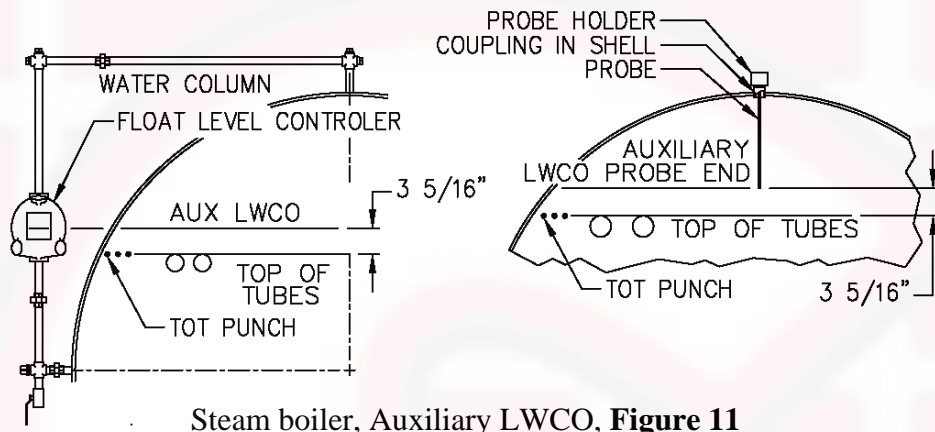 WATER COLUMN
FLOAT LEVEL CONTROLER
AUX LWCO
3 5/16”
TOP OF
TUBES
TOT PUNCH
PROBE HOLDER
COUPLING IN SHELL
PROBE
AUXILIARY
LWCO PROBE END
TOP OF TUBES
TOT PUNCH
3 5/16”
Steam boiler, Auxiliary LWCO, Figure 11